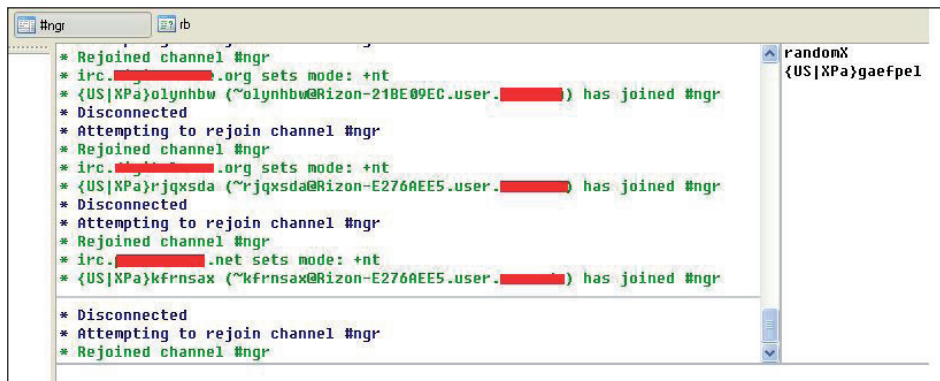 #ngr
rb
* Rejoined channel #ngr
* irc. .org sets mode: +nt
* {US|XPa}olynhbw (~olynhbw@Rizon-21BE09EC.user. ) has joined #ngr
* Disconnected
* Attempting to rejoin channel #ngr
* Rejoined channel #ngr
* irc. .org sets mode: +nt
* {US|XPa}rjqxsda (~rjqxsda@Rizon-E276AEE5.user. ) has joined #ngr
* Disconnected
* Attempting to rejoin channel #ngr
* Rejoined channel #ngr
* irc. .net sets mode: +nt
* {US|XPa}kfrnsax (~kfrnsax@Rizon-E276AEE5.user. ) has joined #ngr
* Disconnected
* Attempting to rejoin channel #ngr
* Rejoined channel #ngr
randomX
{US|XPa}gaefpel